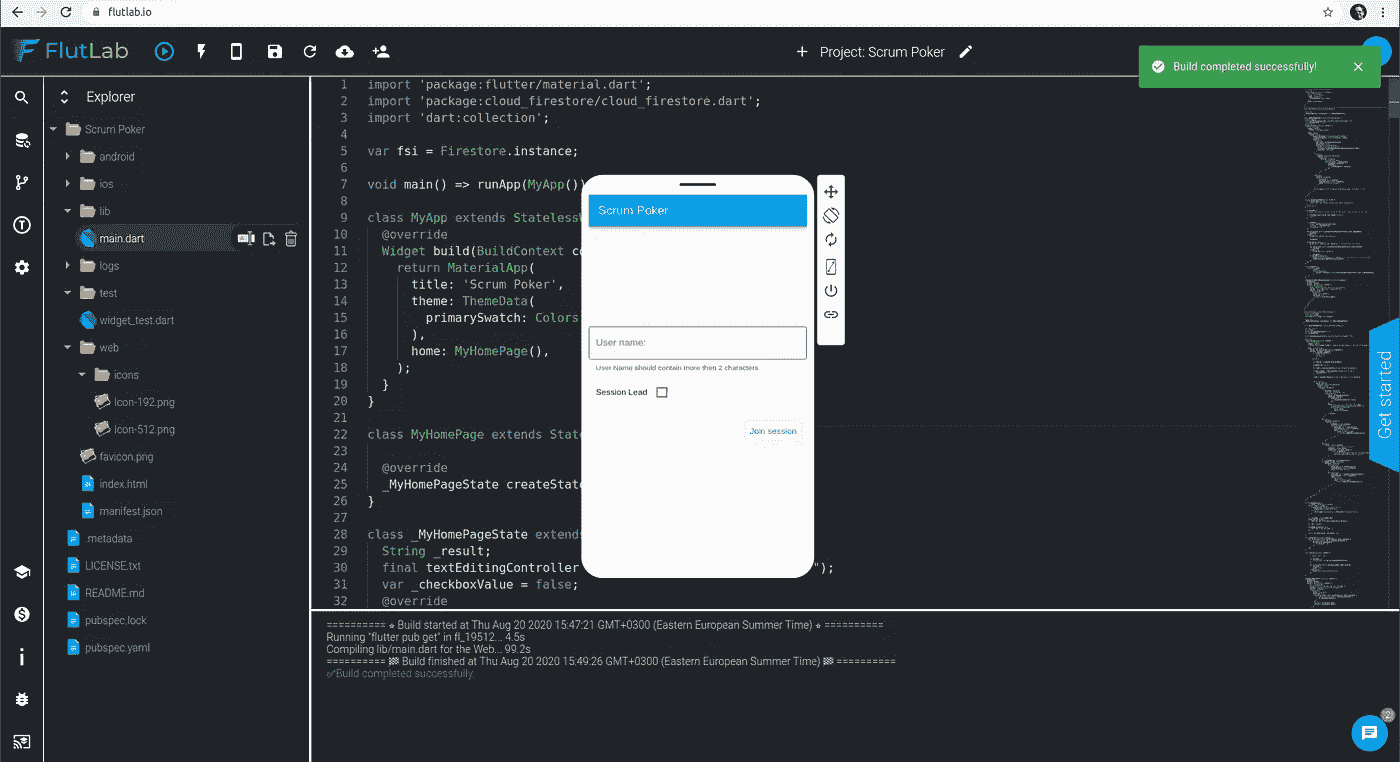 flutlab.io
FlutLab
Project: Scrum Poker
Build completed successfully!
Explorer
Scrum Poker
android
ios
lib
main.dart
logs
test
widget_test.dart
web
icons
Icon-192.png
Icon-512.png
favicon.png
index.html
manifest.json
.metadata
LICENSE.txt
README.md
pubspec.lock
pubspec.yaml
1 import 'package:flutter/material.dart';
2 import 'package:cloud_firestore/cloud_firestore.dart';
3 import 'dart:collection';
4
5 var fsi = Firestore.instance;
6
7 void main() => runApp(MyApp())
8
9 class MyApp extends StatelessW
10 @override
11 Widget build(BuildContext co
12 return MaterialApp(
13 title: 'Scrum Poker',
14 theme: ThemeData(
15 primarySwatch: Colors
16 ),
17 home: MyHomePage(),
18 );
19 }
20 }
21
22 class MyHomePage extends State
23
24 @override
25 _MyHomePageState createState
26 }
27
28 class _MyHomePageState extends
29 String _result;
30 final textEditingController ");
31 var _checkboxValue = false;
32 @override
Scrum Poker
User name:
User Name should contain more then 2 characters
Session Lead
Join session
Get started
========== ★ Build started at Thu Aug 20 2020 15:47:21 GMT+0300 (Eastern European Summer Time) ★ ==========
Running "flutter pub get" in fl_19512... 4.5s
Compiling lib/main.dart for the Web... 99.2s
========== 🏁 Build finished at Thu Aug 20 2020 15:49:26 GMT+0300 (Eastern European Summer Time) 🏁 ==========
✅Build completed successfully.
2